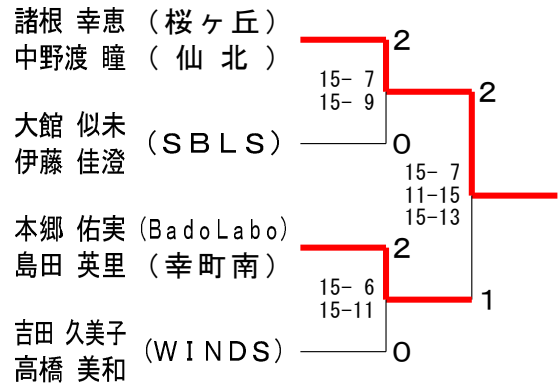 諸根 幸恵 (桜ヶ丘)
中野渡 瞳 (仙北)
2
15- 7
15- 9
2
大館 似未
伊藤 佳澄
(SBLS)
0
15- 7
11-15
15-13
本郷 佑実 (BadoLabo)
島田 英里 (幸町南)
2
15- 6
15-11
1
吉田 久美子
高橋 美和
(WINDS)
0